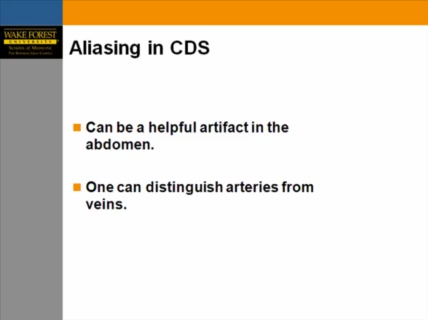 WAKE FOREST
UNIVERSITY
SCHOOL of MEDICINE
Aliasing in CDS
Can be a helpful artifact in the
abdomen.
One can distinguish arteries from
veins.